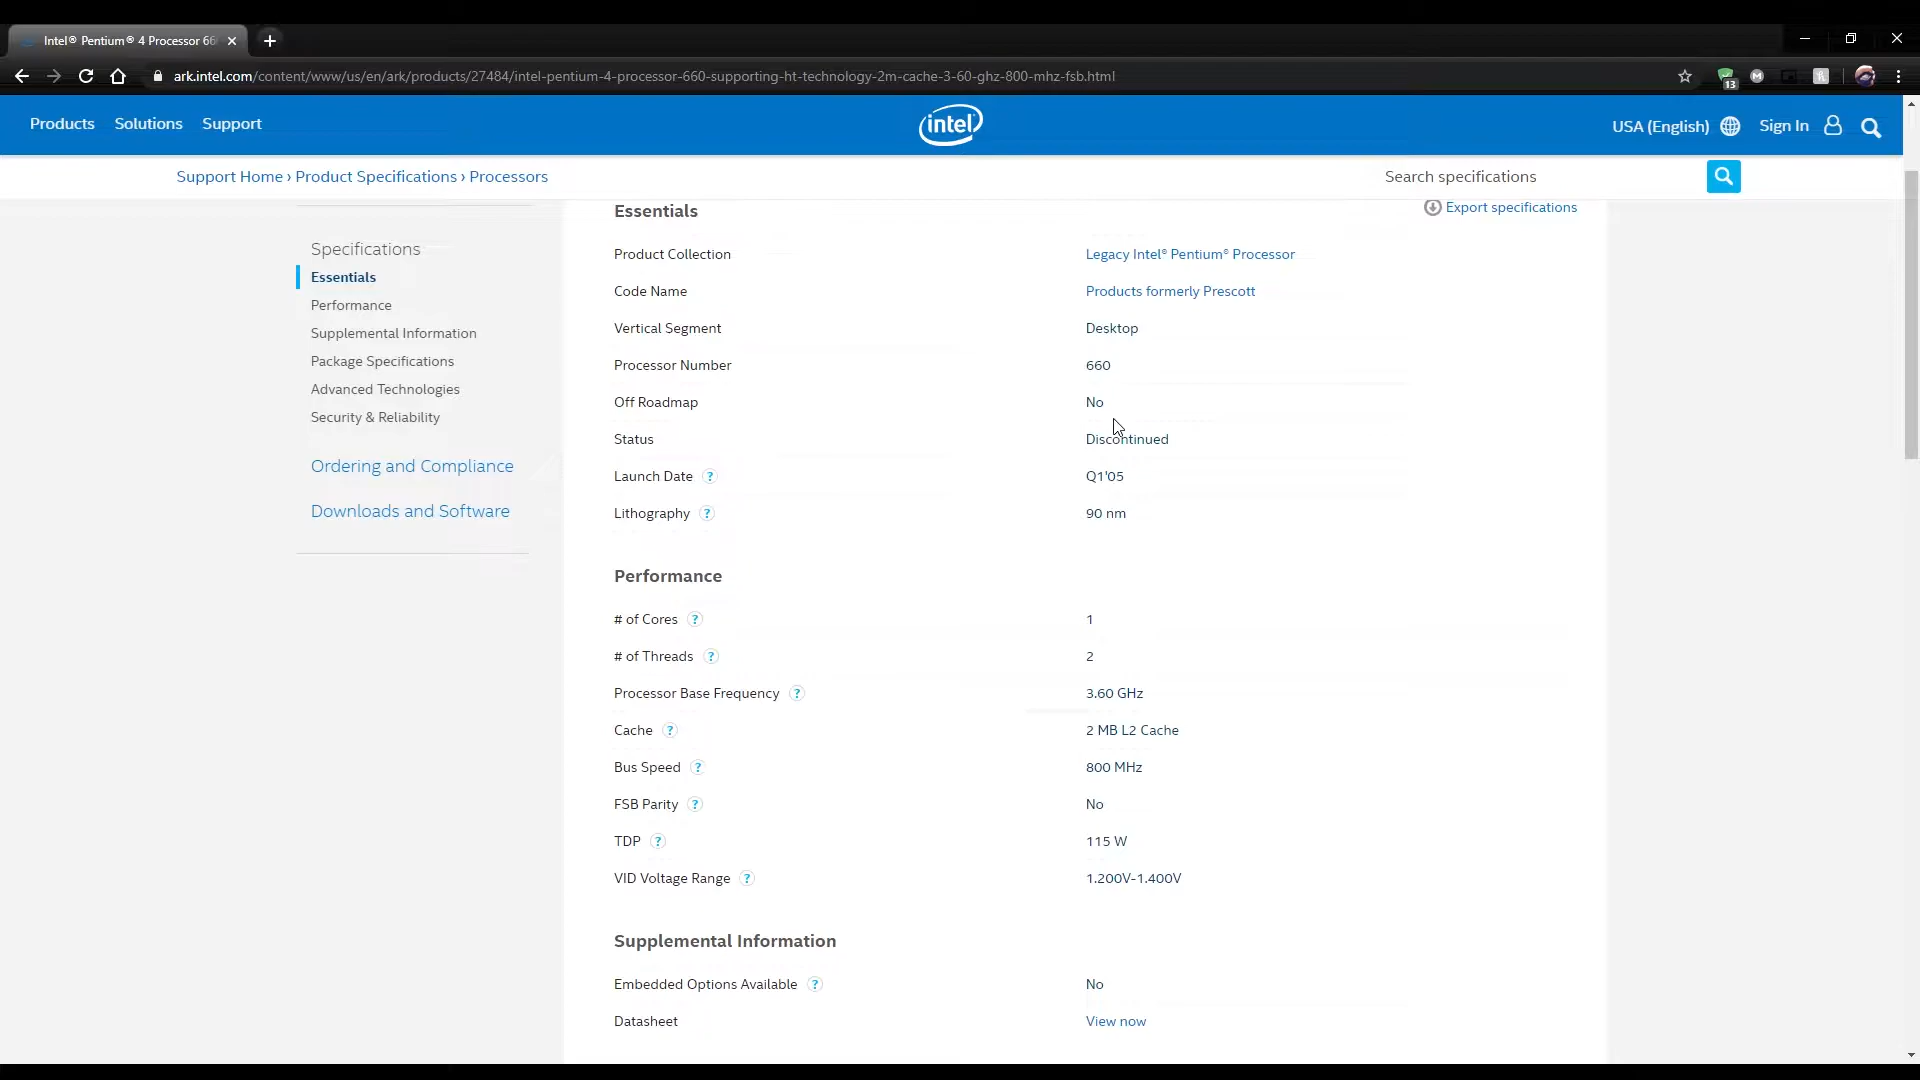 Intel® Pentium® 4 Processor 66
ark.intel.com/content/www/us/en/ark/products/27484/intel-pentium-4-processor-660-supporting-ht-technology-2m-cache-3-60-ghz-800-mhz-fsb.html
13
M
Products Solutions Support
intel
USA (English) Sign In
Support Home › Product Specifications › Processors
Search specifications
Essentials
Export specifications
Specifications
Essentials
Performance
Supplemental Information
Package Specifications
Advanced Technologies
Security & Reliability
Ordering and Compliance
Downloads and Software
Product Collection Legacy Intel® Pentium® Processor
Code Name Products formerly Prescott
Vertical Segment Desktop
Processor Number 660
Off Roadmap No
Status Discontinued
Launch Date ? Q1'05
Lithography ? 90 nm
Performance
# of Cores ? 1
# of Threads ? 2
Processor Base Frequency ? 3.60 GHz
Cache ? 2 MB L2 Cache
Bus Speed ? 800 MHz
FSB Parity ? No
TDP ? 115 W
VID Voltage Range ? 1.200V-1.400V
Supplemental Information
Embedded Options Available ? No
Datasheet View now